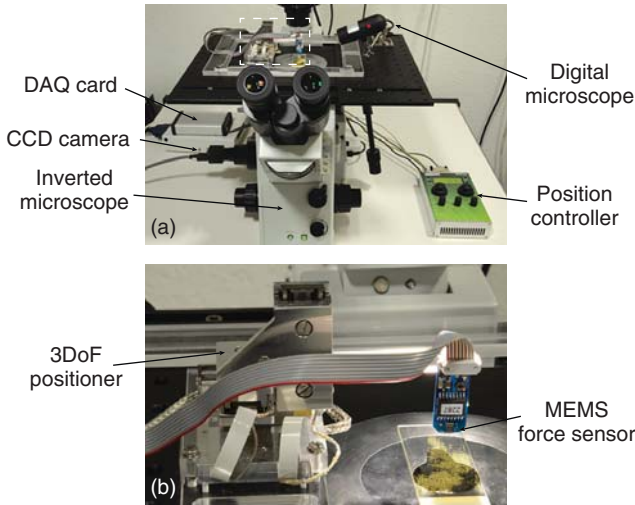 DAQ card
CCD camera
Inverted
microscope
Digital
microscope
Position
controller
(a)
3DoF
positioner
MEMS
force sensor
(b)